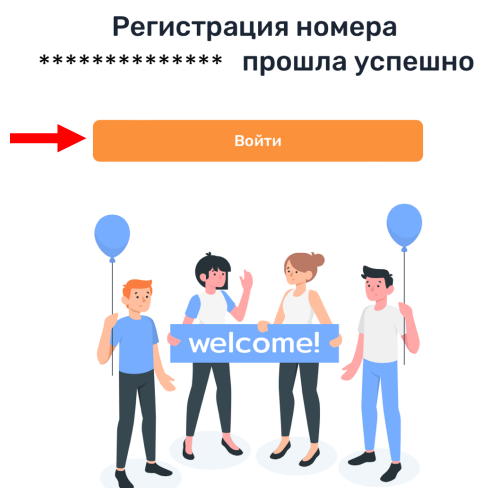 Регистрация номера
************** прошла успешно
Войти
welcome!